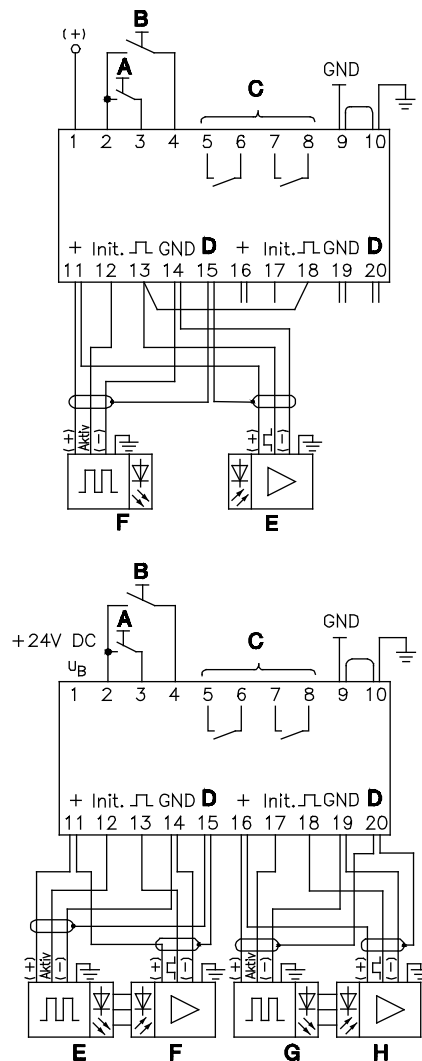 B
(+)
A
C
GND
1 2 3 4 5 6 7 8 9 10
+ Init. GND D + Init. GND D
11 12 13 14 15 16 17 18 19 20
(+) Aktiv (-) (+) (-)
F E
B
+24V DC A
C
GND
UB
1 2 3 4 5 6 7 8 9 10
+ Init. GND D + Init. GND D
11 12 13 14 15 16 17 18 19 20
(+) Aktiv (-) (+) (-) (+) Aktiv (-) (+) (-)
E F G H